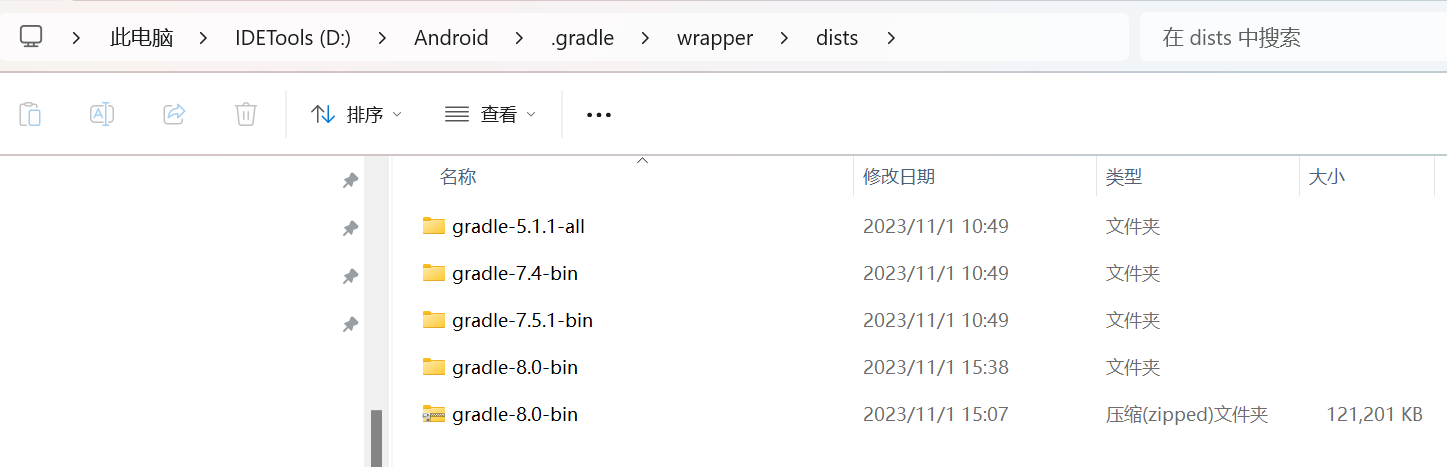 此电脑 IDETools (D:) Android .gradle wrapper dists 在 dists 中搜索
排序 查看
名称 修改日期 类型 大小
gradle-5.1.1-all 2023/11/1 10:49 文件夹
gradle-7.4-bin 2023/11/1 10:49 文件夹
gradle-7.5.1-bin 2023/11/1 10:49 文件夹
gradle-8.0-bin 2023/11/1 15:38 文件夹
gradle-8.0-bin 2023/11/1 15:07 压缩(zipped)文件夹 121,201 KB